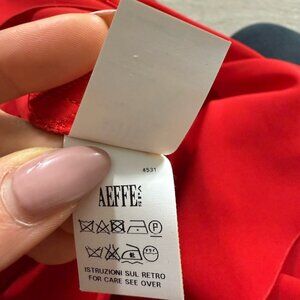 4531
AEFFE
P
ISTRUZIONI SUL RETRO
FOR CARE SEE OVER